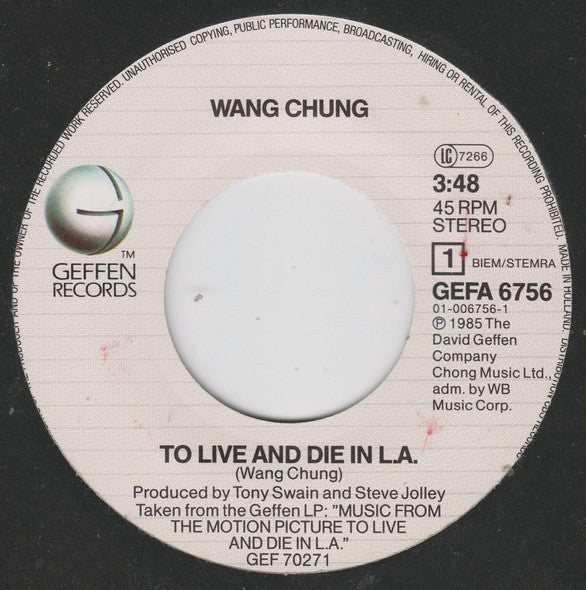 PRODUCER AND OF THE OWNER OF THE RECORDED WORK RESERVED. UNAUTHORISED COPYING, PUBLIC PERFORMANCE, BROADCASTING, HIRING OR RENTAL OF THIS RECORDING PROHIBITED. MADE IN HOLLAND. DISTRIBUTION CBS RECORDS
WANG CHUNG
LC 7266
3:48
45 RPM
STEREO
1 BIEM/STEMRA
GEFA 6756
01-006756-1
℗ 1985 The
David Geffen
Company
Chong Music Ltd.,
adm. by WB
Music Corp.
G
TM
GEFFEN
RECORDS
TO LIVE AND DIE IN L.A.
(Wang Chung)
Produced by Tony Swain and Steve Jolley
Taken from the Geffen LP: "MUSIC FROM
THE MOTION PICTURE TO LIVE
AND DIE IN L.A."
GEF 70271